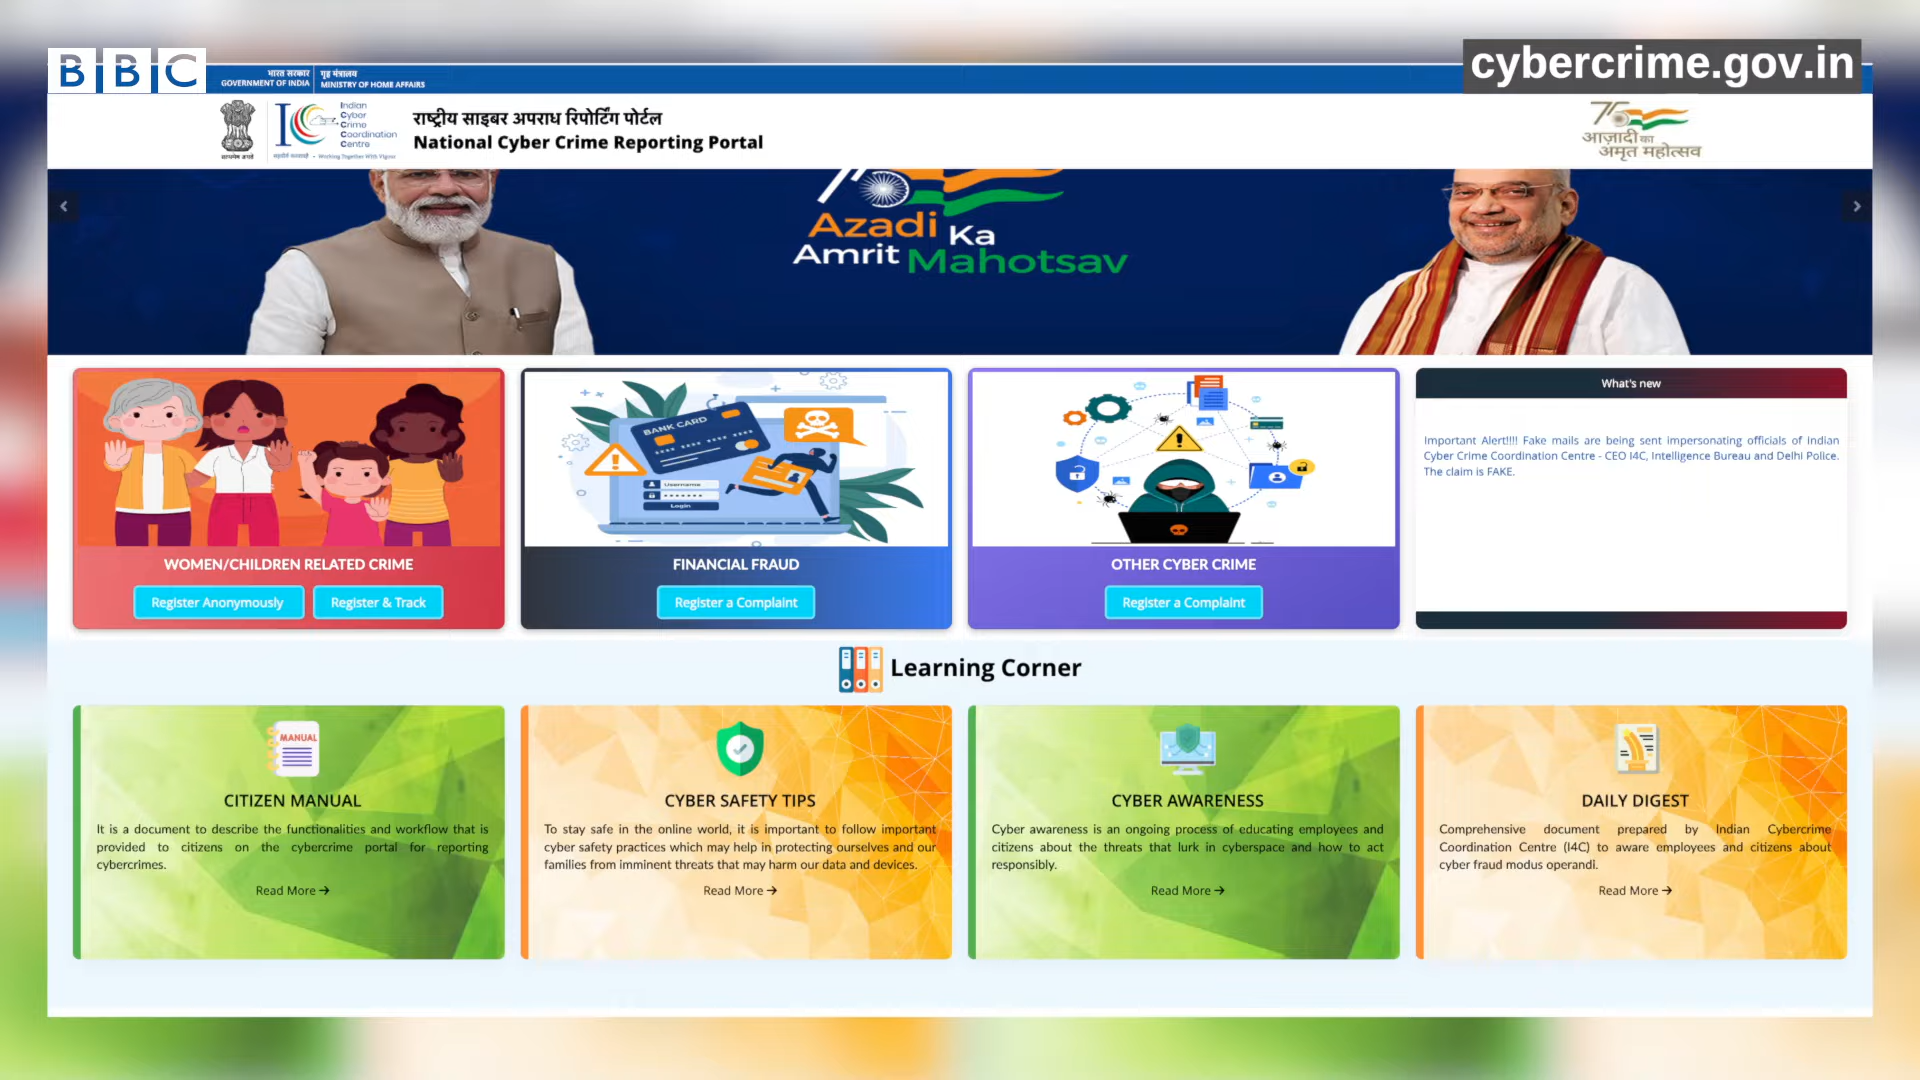 BBC
cybercrime.gov.in
भारत सरकार
GOVERNMENT OF INDIA
गृह मंत्रालय
MINISTRY OF HOME AFFAIRS
सत्यमेव जयते
Indian
Cyber
Crime
Coordination
Centre
Working Together With Vigour
राष्ट्रीय साइबर अपराध रिपोर्टिंग पोर्टल
National Cyber Crime Reporting Portal
75
आज़ादी का
अमृत महोत्सव
Azadi Ka
Amrit Mahotsav
BANK CARD
Username
Login
WOMEN/CHILDREN RELATED CRIME
Register Anonymously
Register & Track
FINANCIAL FRAUD
Register a Complaint
OTHER CYBER CRIME
Register a Complaint
What's new
Important Alert!!!! Fake mails are being sent impersonating officials of Indian
Cyber Crime Coordination Centre - CEO I4C, Intelligence Bureau and Delhi Police.
The claim is FAKE.
Learning Corner
MANUAL
CITIZEN MANUAL
It is a document to describe the functionalities and workflow that is
provided to citizens on the cybercrime portal for reporting
cybercrimes.
Read More →
CYBER SAFETY TIPS
To stay safe in the online world, it is important to follow important
cyber safety practices which may help in protecting ourselves and our
families from imminent threats that may harm our data and devices.
Read More →
CYBER AWARENESS
Cyber awareness is an ongoing process of educating employees and
citizens about the threats that lurk in cyberspace and how to act
responsibly.
Read More →
DAILY DIGEST
Comprehensive document prepared by Indian Cybercrime
Coordination Centre (I4C) to aware employees and citizens about
cyber fraud modus operandi.
Read More →